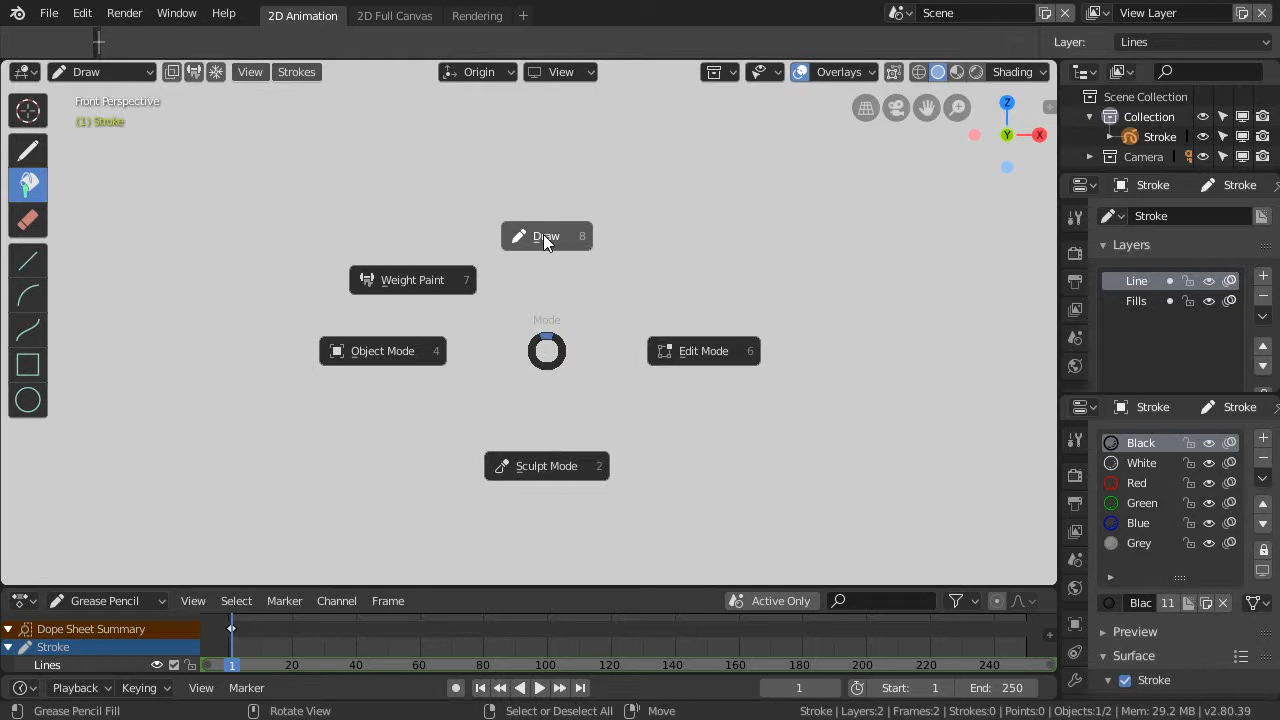 File Edit Render Window Help 2D Animation 2D Full Canvas Rendering Scene View Layer
Layer: Lines
Draw View Strokes Origin View Overlays Shading
Front Perspective
(1) Stroke
Z
Y
X
Scene Collection
Collection
Stroke
Camera
Stroke Stroke
Stroke
Layers
Line
Fills
Draw 8
Weight Paint 7
Mode
Object Mode 4
Edit Mode 6
Sculpt Mode 2
Stroke Stroke
Black
White
Red
Green
Blue
Grey
Blac 11
Preview
Surface
Stroke
Grease Pencil View Select Marker Channel Frame Active Only
Dope Sheet Summary
Stroke
Lines
1 20 40 60 80 100 120 140 160 180 200 220 240
Playback Keying View Marker 1 Start: 1 End: 250
Grease Pencil Fill Rotate View Select or Deselect All Move Stroke | Layers:2 | Frames:2 | Strokes:0 | Points:0 | Objects:1/2 | Mem: 29.2 MB | v2.80.39